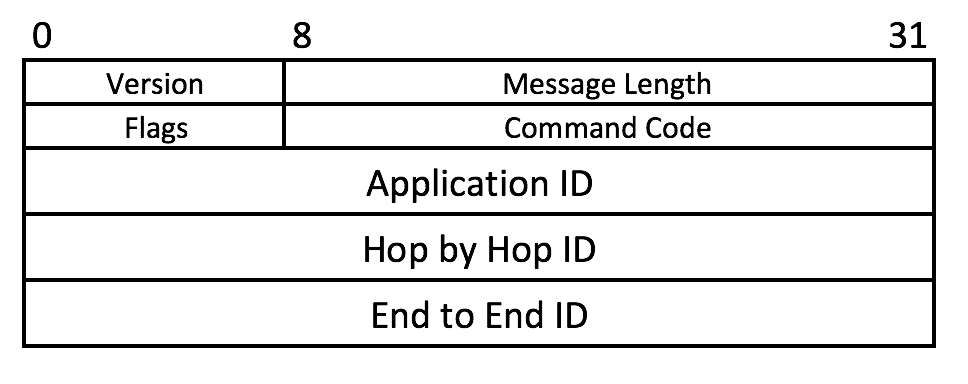 0 8 31
Version Message Length
Flags Command Code
Application ID
Hop by Hop ID
End to End ID